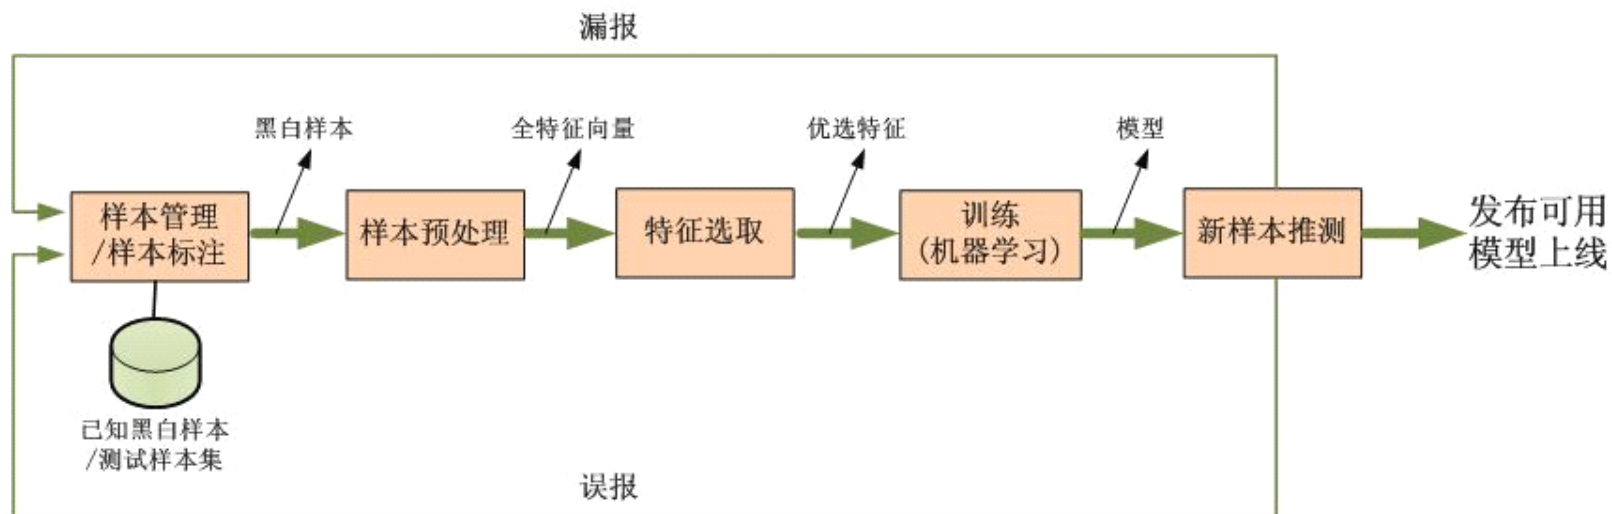 漏报
黑白样本
全特征向量
优选特征
模型
样本管理
/样本标注
样本预处理
特征选取
训练
(机器学习)
新样本推测
发布可用
模型上线
已知黑白样本
/测试样本集
误报